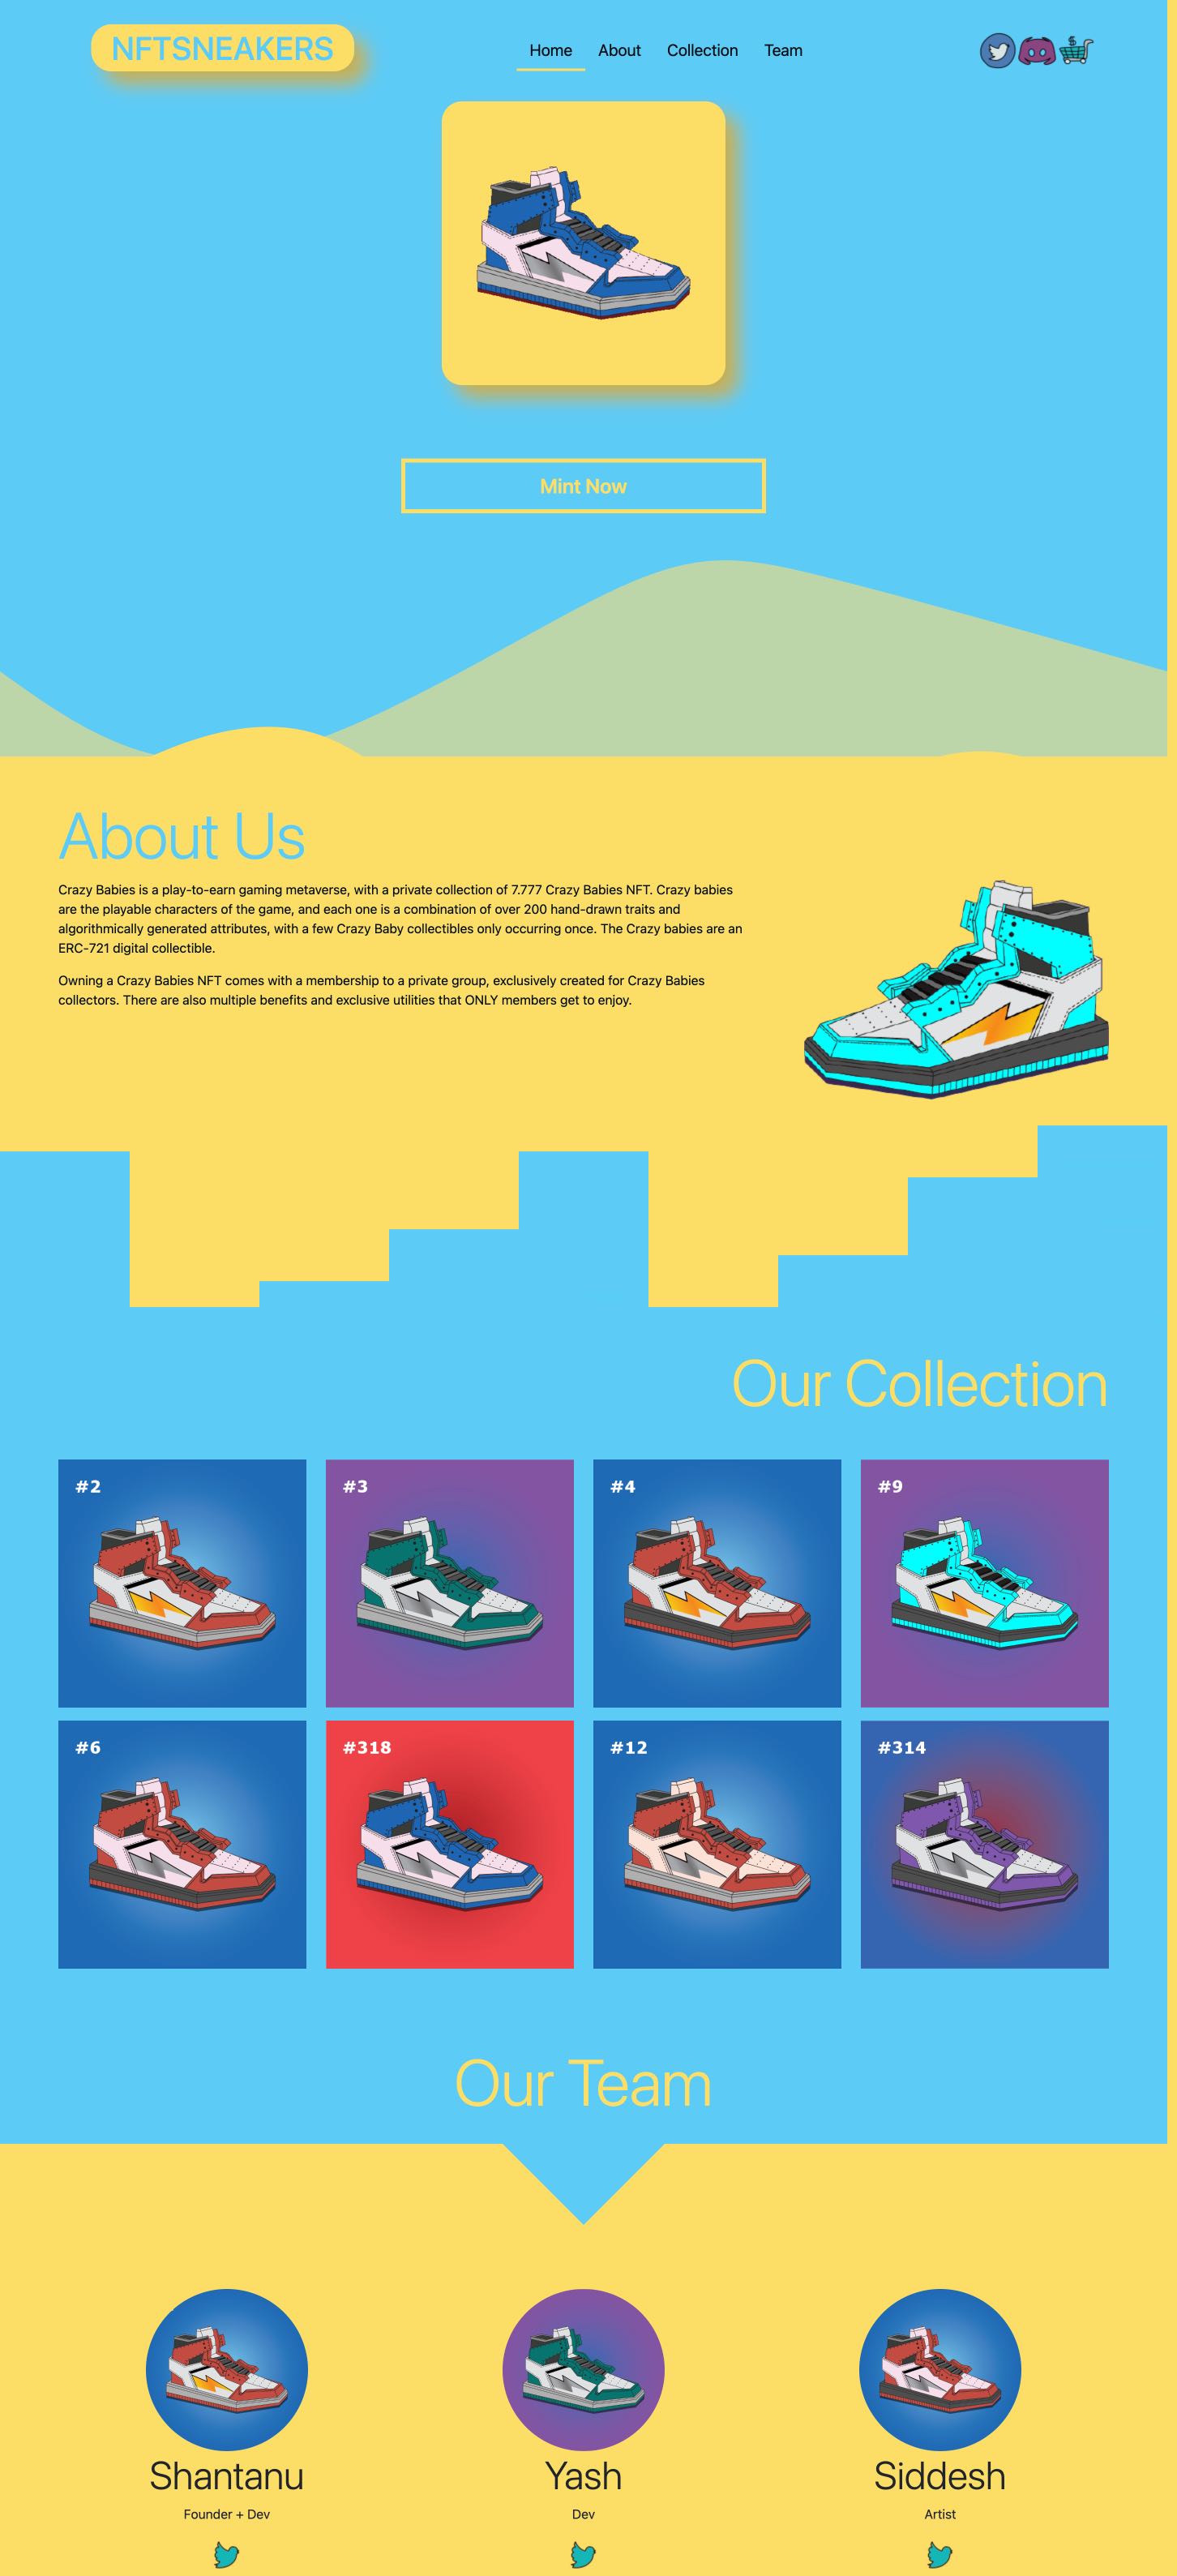 NFTSNEAKERS
Home About Collection Team
Mint Now
About Us
Crazy Babies is a play-to-earn gaming metaverse, with a private collection of 7.777 Crazy Babies NFT. Crazy babies
are the playable characters of the game, and each one is a combination of over 200 hand-drawn traits and
algorithmically generated attributes, with a few Crazy Baby collectibles only occurring once. The Crazy babies are an
ERC-721 digital collectible.
Owning a Crazy Babies NFT comes with a membership to a private group, exclusively created for Crazy Babies
collectors. There are also multiple benefits and exclusive utilities that ONLY members get to enjoy.
Our Collection
#2 #3 #4 #9
#6 #318 #12 #314
Our Team
Shantanu Yash Siddesh
Founder + Dev Dev Artist